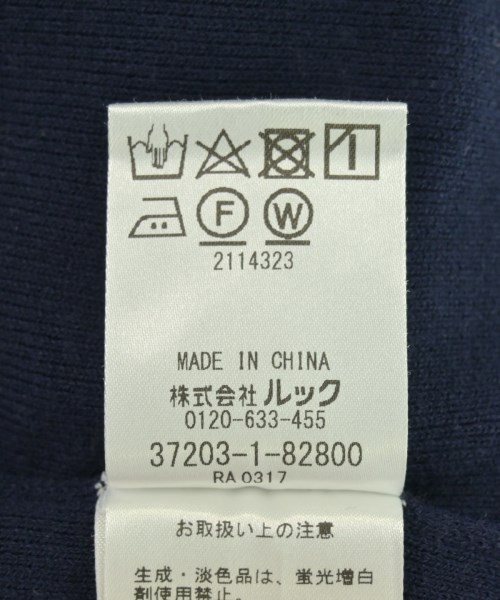 F W
2114323
MADE IN CHINA
株式会社 ルック
0120-633-455
37203-1-82800
RA 0317
お取扱い上の注意
生成・淡色品は、蛍光増白
剤使用禁止。